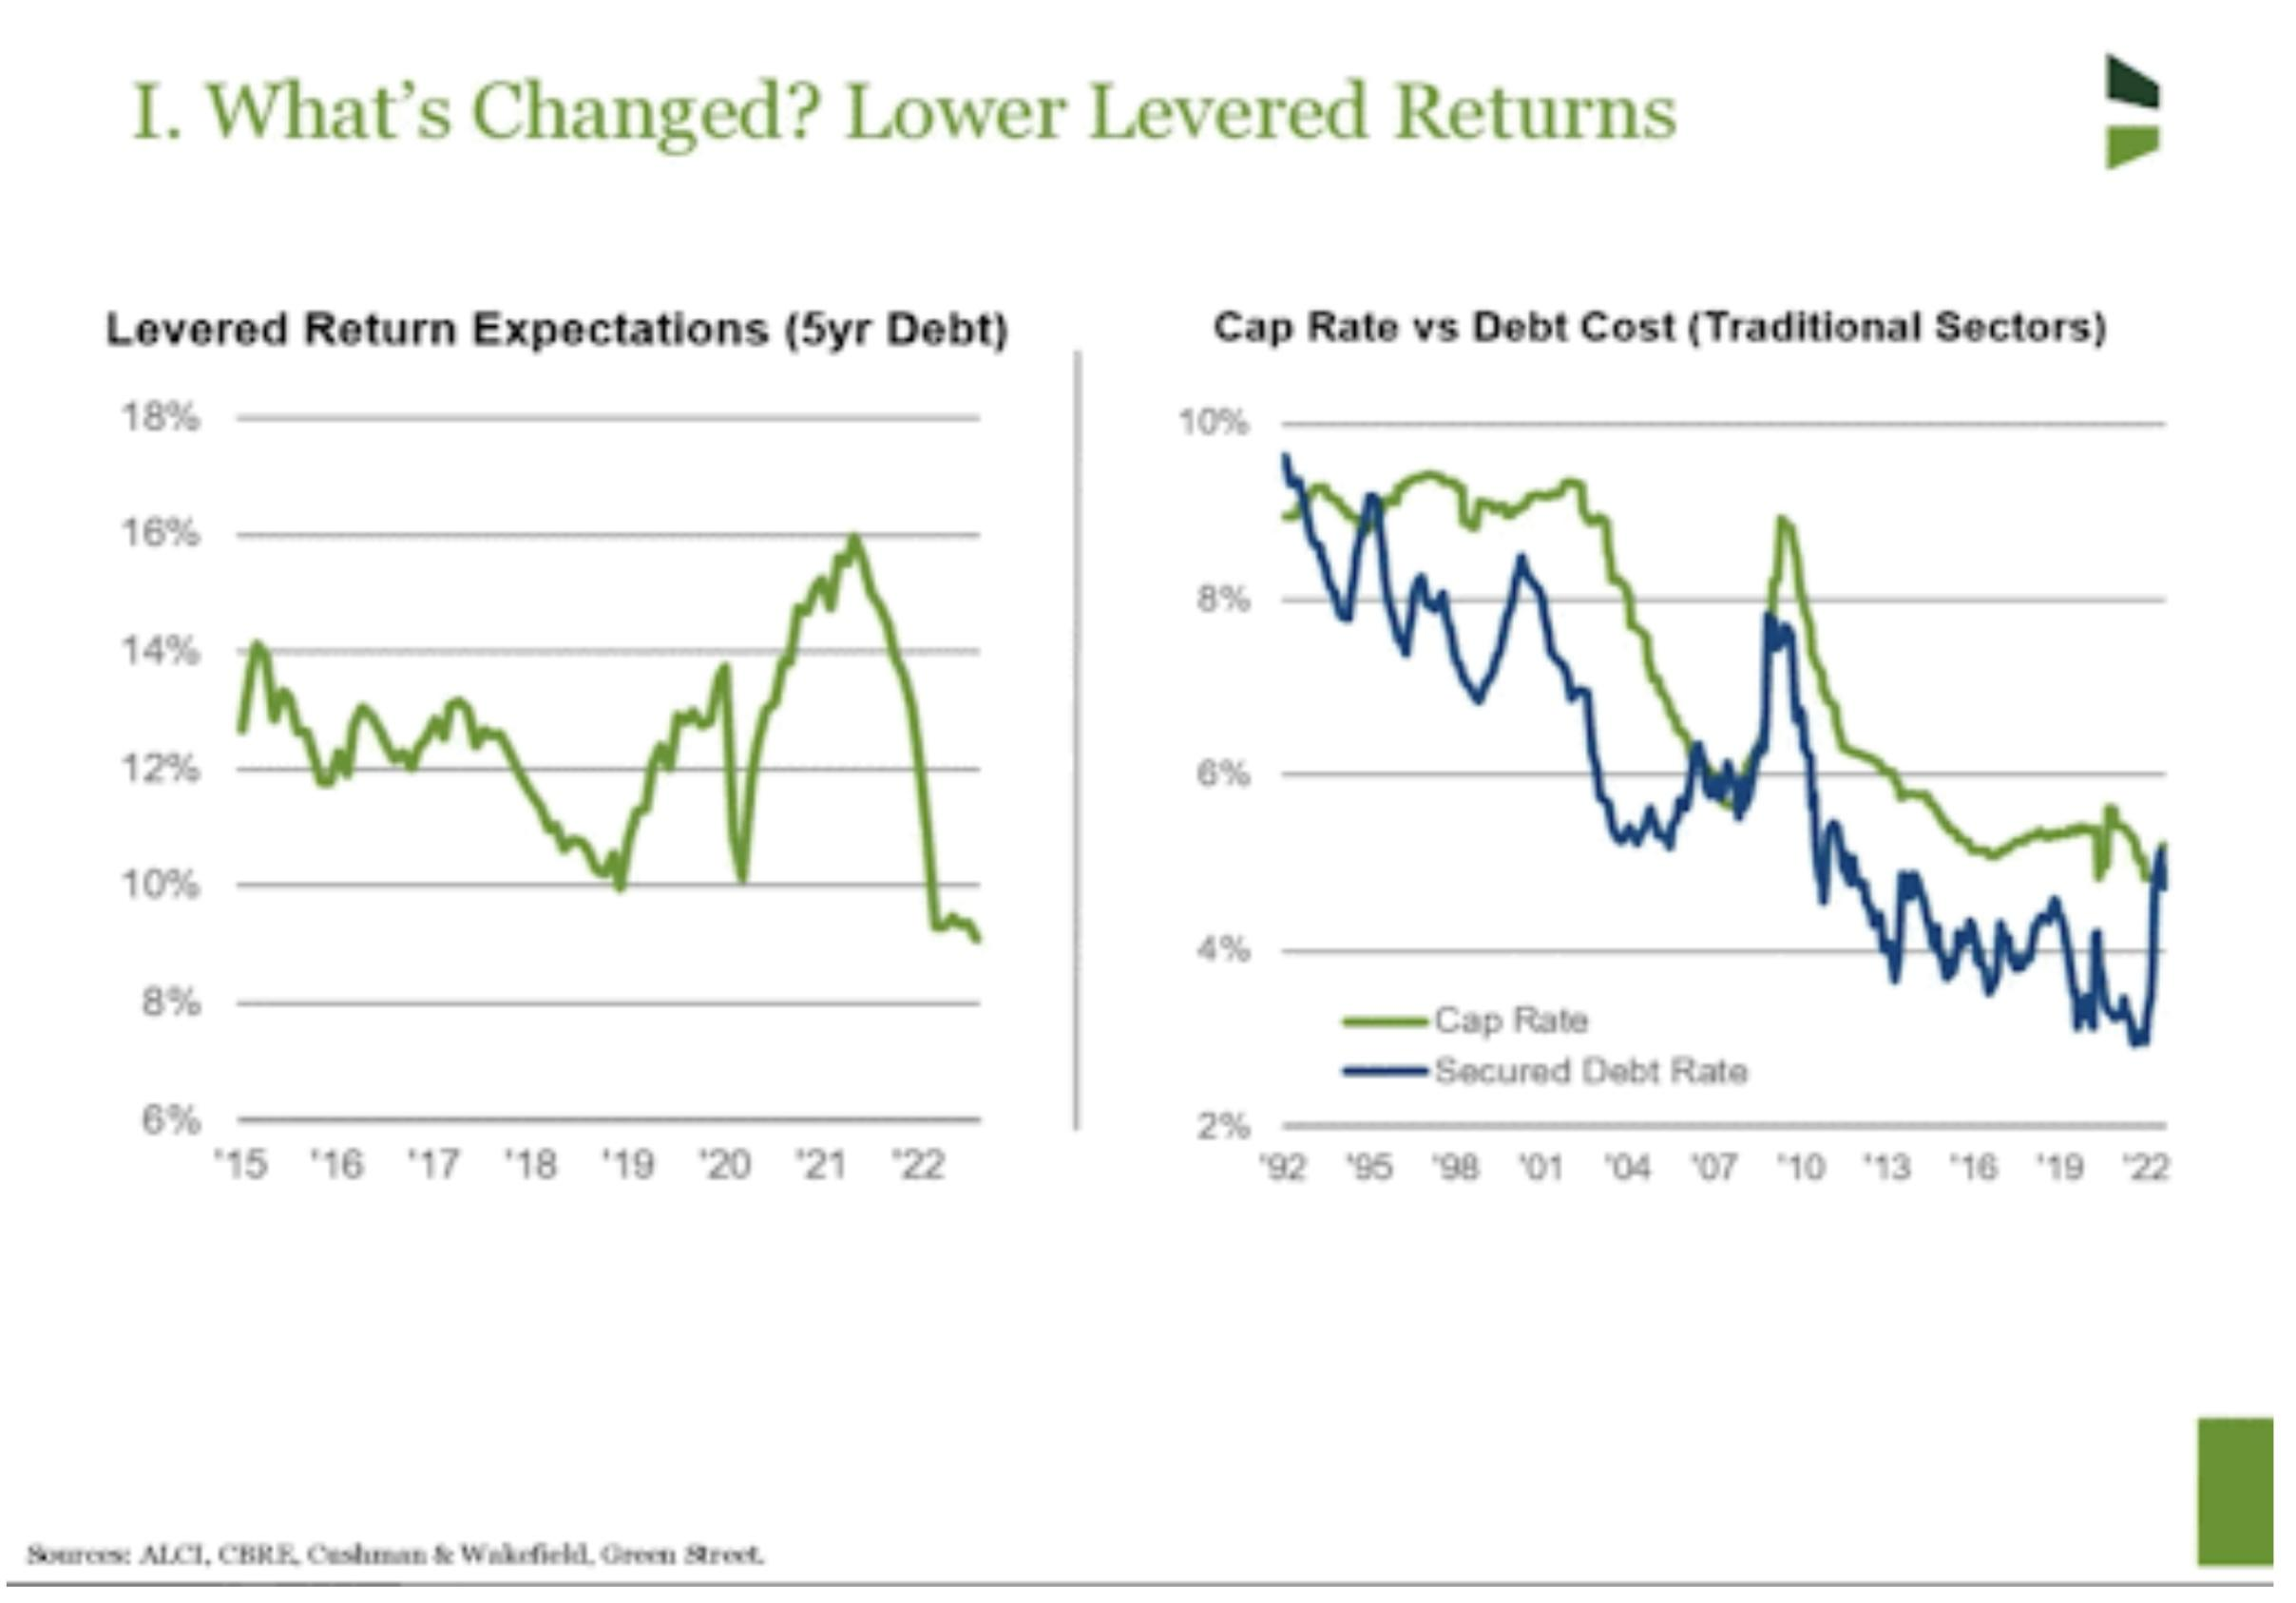 I. What’s Changed? Lower Levered Returns
Levered Return Expectations (5yr Debt)
18%
16%
14%
12%
10%
8%
6%
'15 '16 '17 '18 '19 '20 '21 '22
Cap Rate vs Debt Cost (Traditional Sectors)
10%
8%
6%
4%
2%
Cap Rate
Secured Debt Rate
'92 '95 '98 '01 '04 '07 '10 '13 '16 '19 '22
Sources: ALCI, CBRE, Cushman & Wakefield, Green Street.